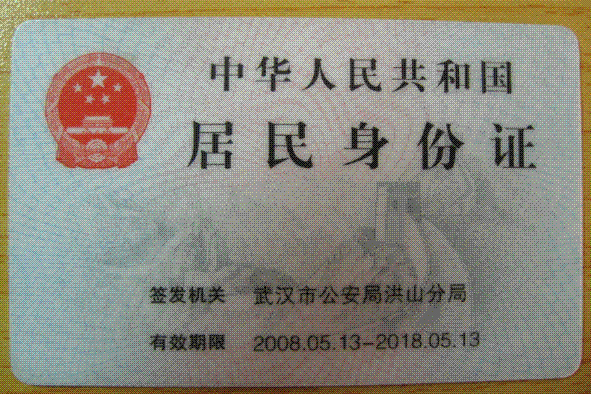 中华人民共和国
居民身份证
签发机关 武汉市公安局洪山分局
有效期限 2008.05.13-2018.05.13